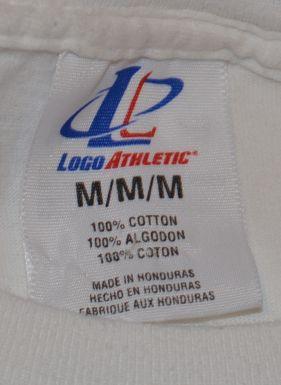 LOGO ATHLETIC®
M/M/M
100% COTTON
100% ALGODON
100% COTON
MADE IN HONDURAS
HECHO EN HONDURAS
FABRIQUE AUX HONDURAS